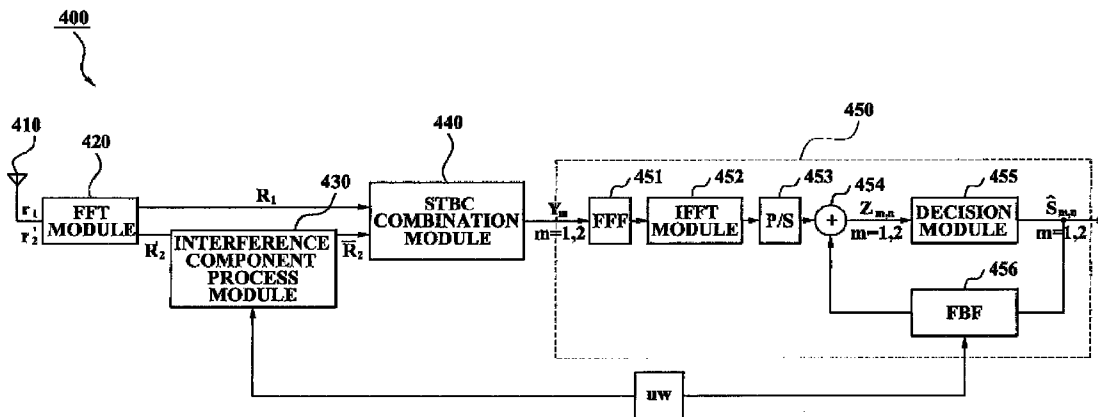 400
410
420
r₁
r'₂
FFT
MODULE
R₁
R'₂
430
INTERFERENCE
COMPONENT
PROCESS
MODULE
R̅₂
440
STBC
COMBINATION
MODULE
Yₘ
m=1,2
450
451
FFF
452
IFFT
MODULE
453
P/S
454
+
Zₘ,ₙ
m=1,2
455
DECISION
MODULE
Ŝₘ,ₙ
m=1,2
456
FBF
uw